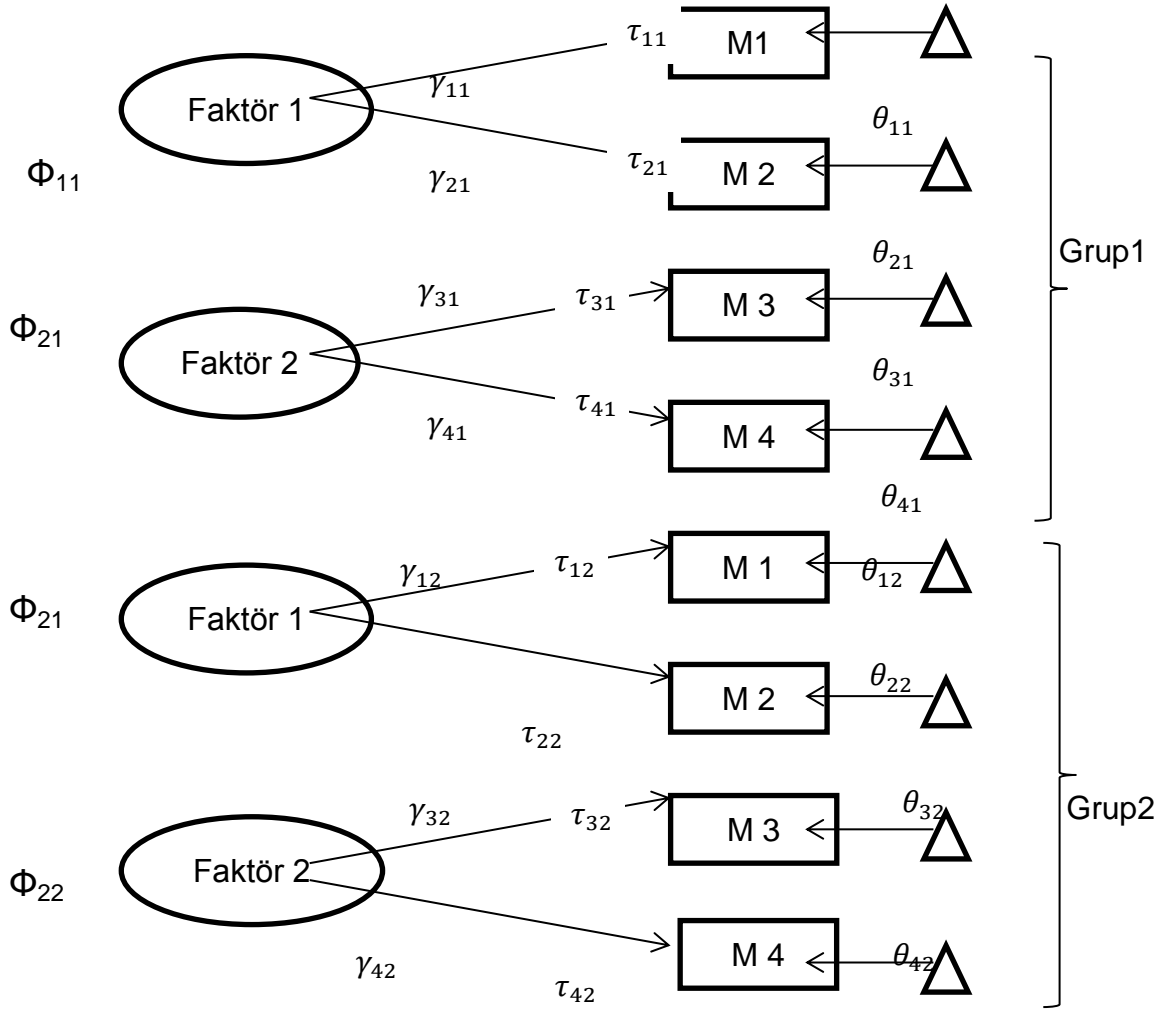 τ₁₁ M1
Faktör 1 γ₁₁
θ₁₁
τ₂₁ M 2
Φ₁₁ γ₂₁
Grup1
θ₂₁
γ₃₁ τ₃₁ M 3
Φ₂₁
Faktör 2
θ₃₁
τ₄₁
γ₄₁ M 4
θ₄₁
γ₁₂ τ₁₂ M 1 θ₁₂
Φ₂₁ Faktör 1
M 2 θ₂₂
τ₂₂
Grup2
γ₃₂ τ₃₂ M 3 θ₃₂
Faktör 2
Φ₂₂
γ₄₂ M 4 θ₄₂
τ₄₂